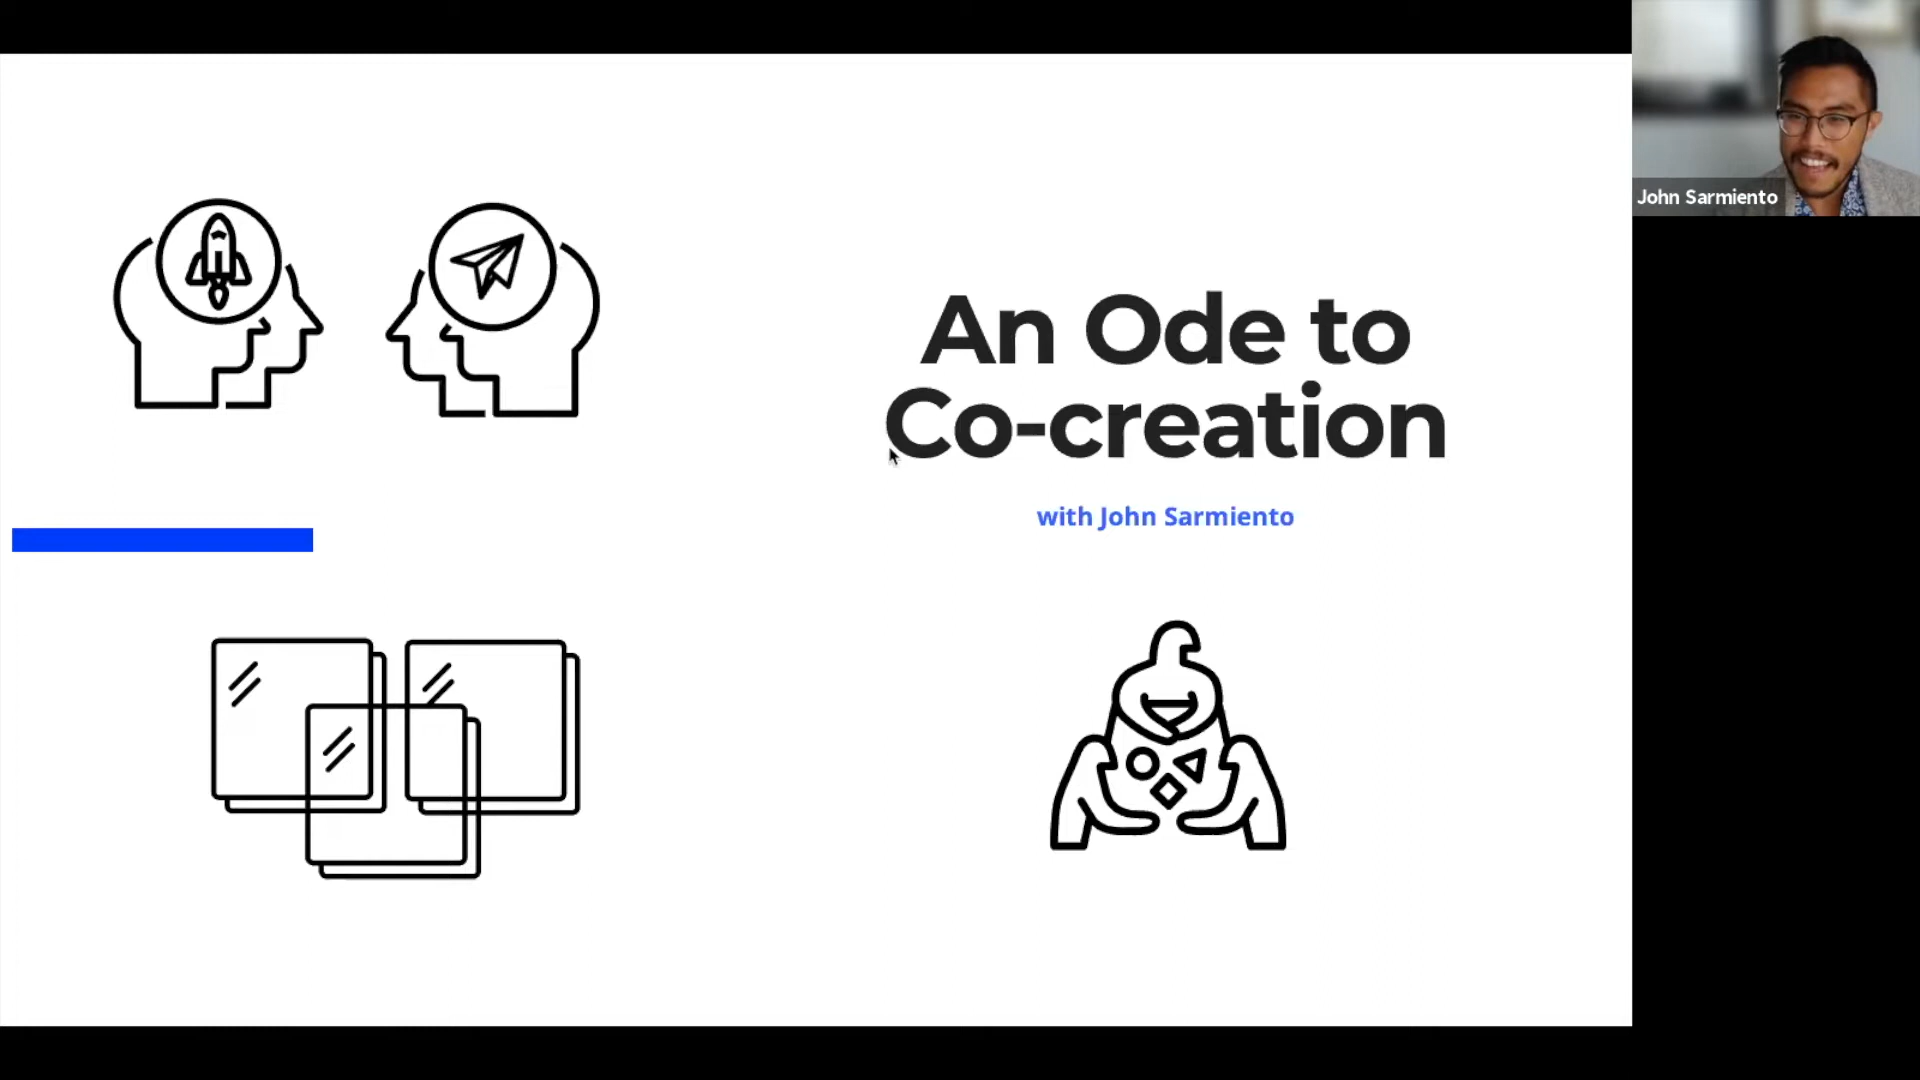 An Ode to
Co-creation
with John Sarmiento
John Sarmiento